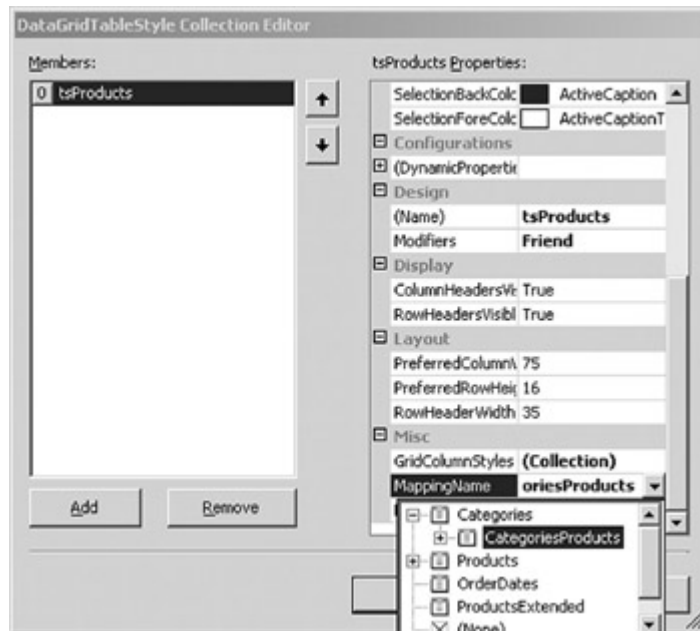 DataGridTableStyle Collection Editor
Members:
0 tsProducts
Add
Remove
tsProducts Properties:
SelectionBackColc ActiveCaption
SelectionForeColc ActiveCaptionT
Configurations
(DynamicPropertie
Design
(Name) tsProducts
Modifiers Friend
Display
ColumnHeadersVi True
RowHeadersVisibl True
Layout
PreferredColumnW 75
PreferredRowHeig 16
RowHeaderWidth 35
Misc
GridColumnStyles (Collection)
MappingName oriesProducts
Categories
CategoriesProducts
Products
OrderDates
ProductsExtended
(None)